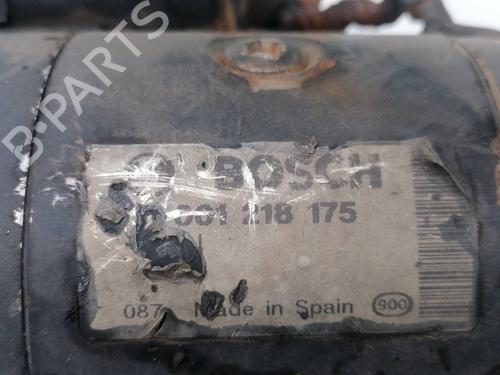 B-PARTS
BOSCH
001 218 175
087
Made in Spain 900